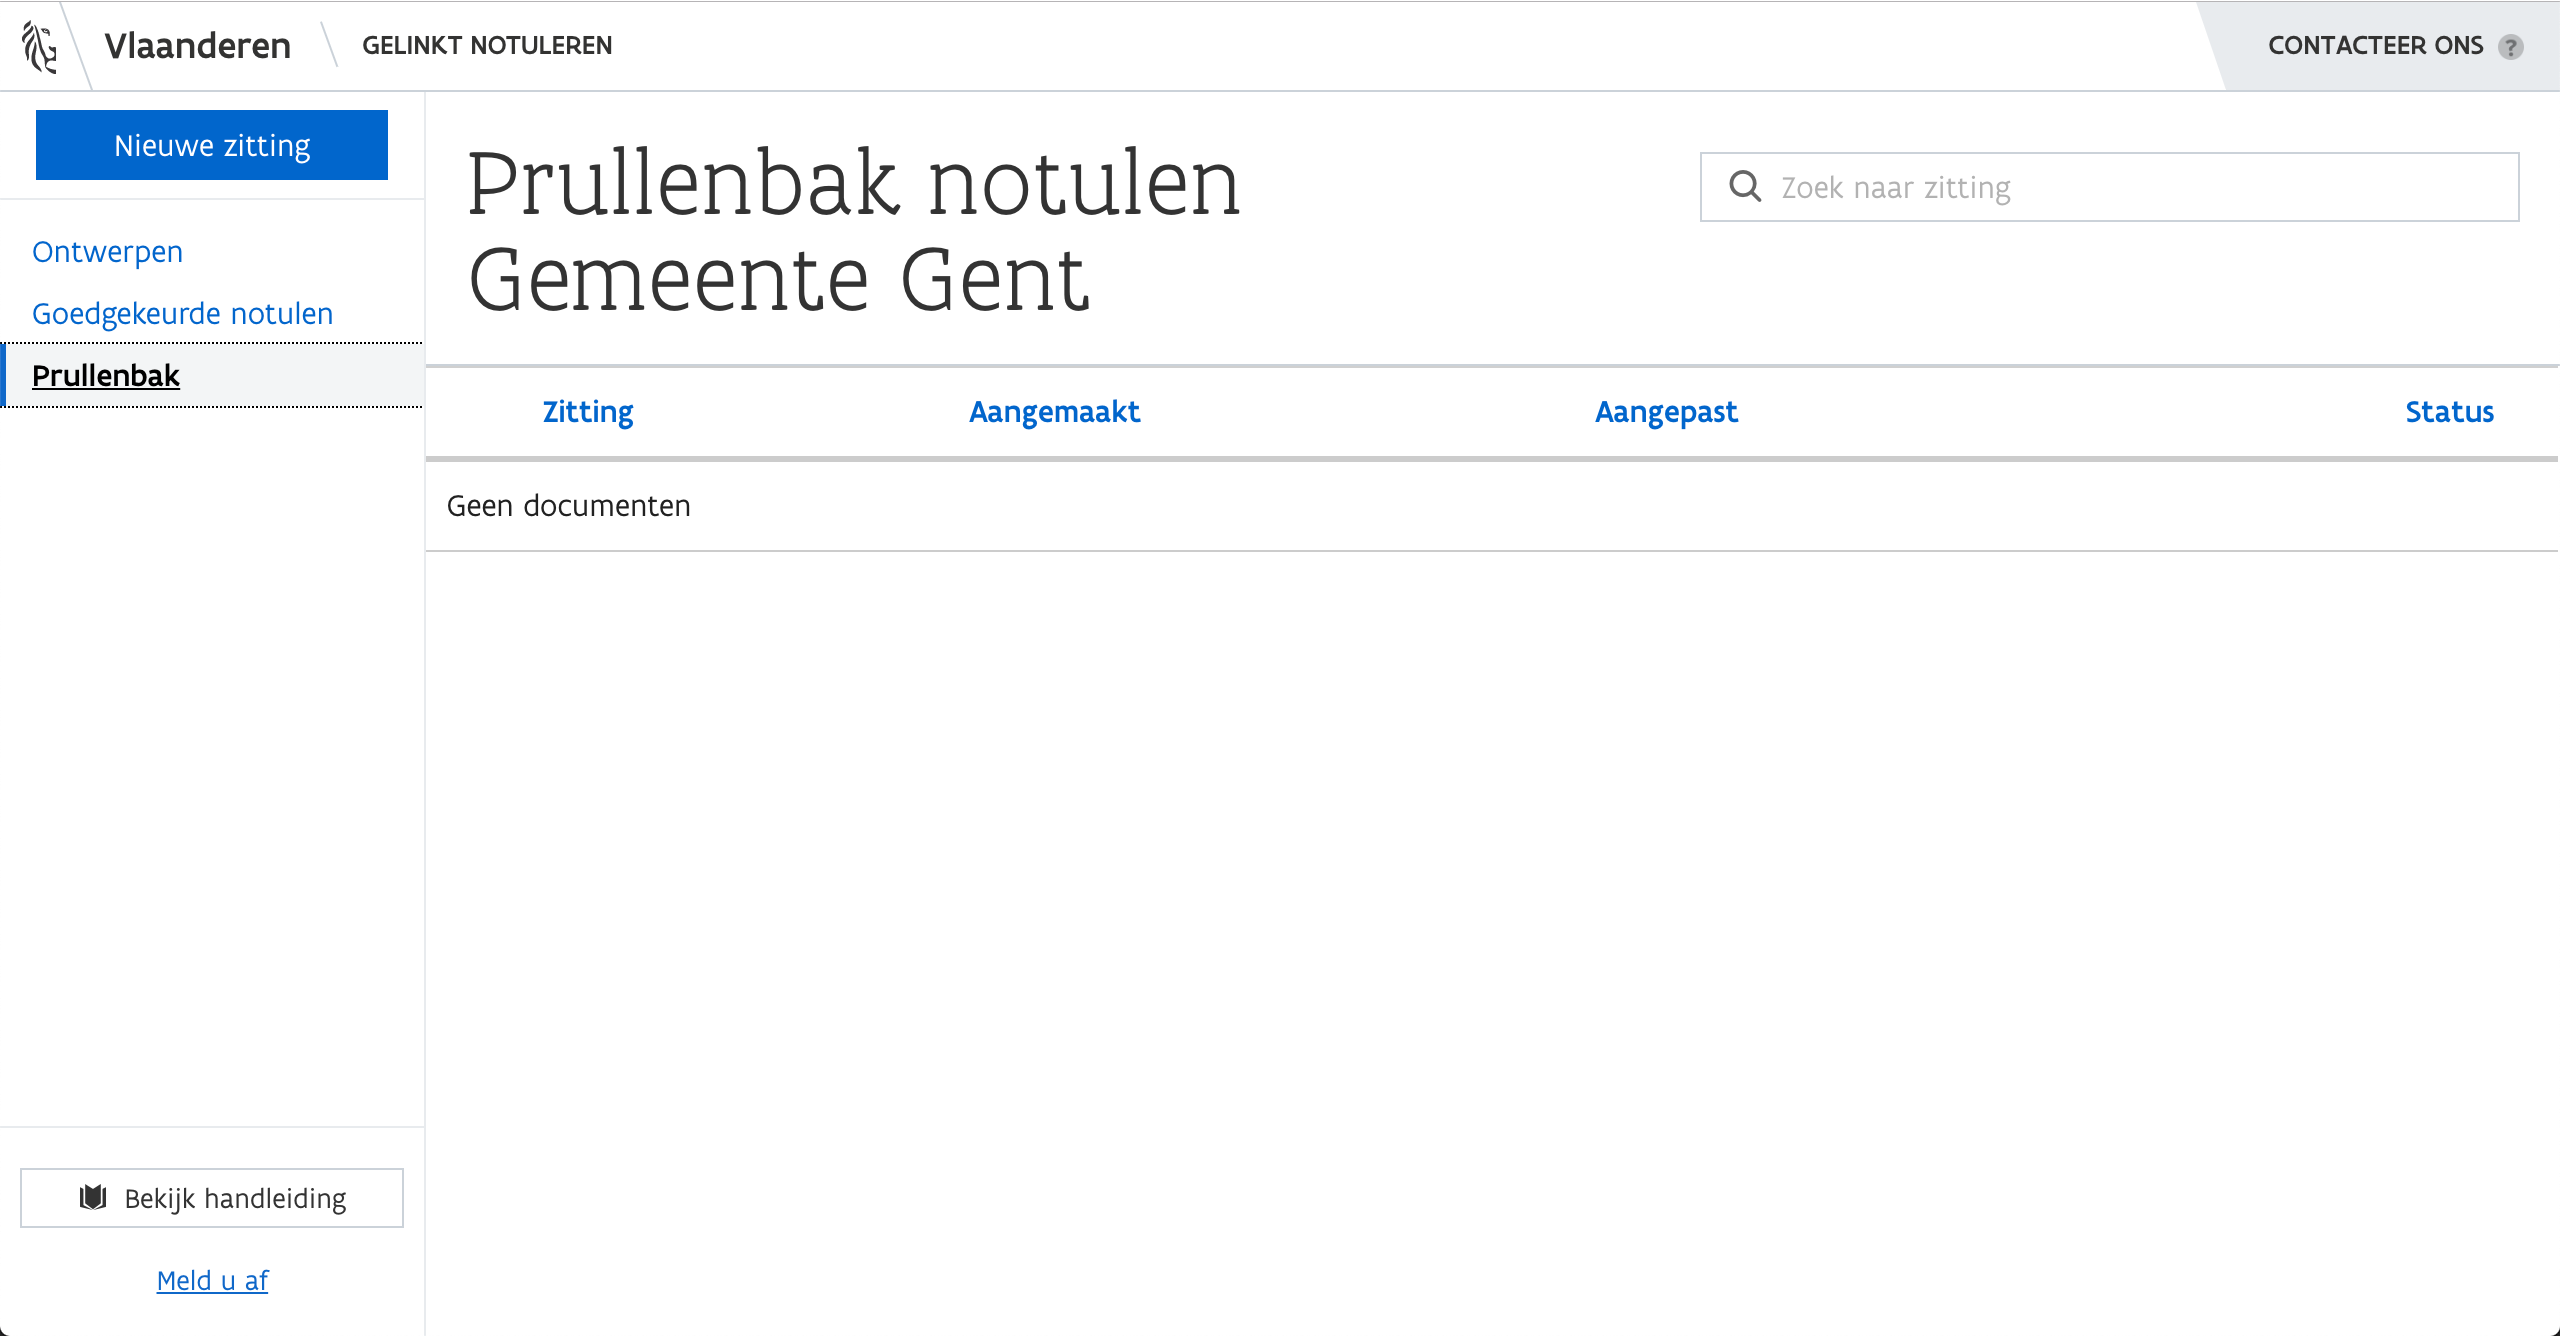 Vlaanderen
GELINKT NOTULEREN
CONTACTEER ONS ?
Nieuwe zitting
Ontwerpen
Goedgekeurde notulen
Prullenbak
Prullenbak notulen
Gemeente Gent
Zoek naar zitting
Zitting Aangemaakt Aangepast Status
Geen documenten
Bekijk handleiding
Meld u af